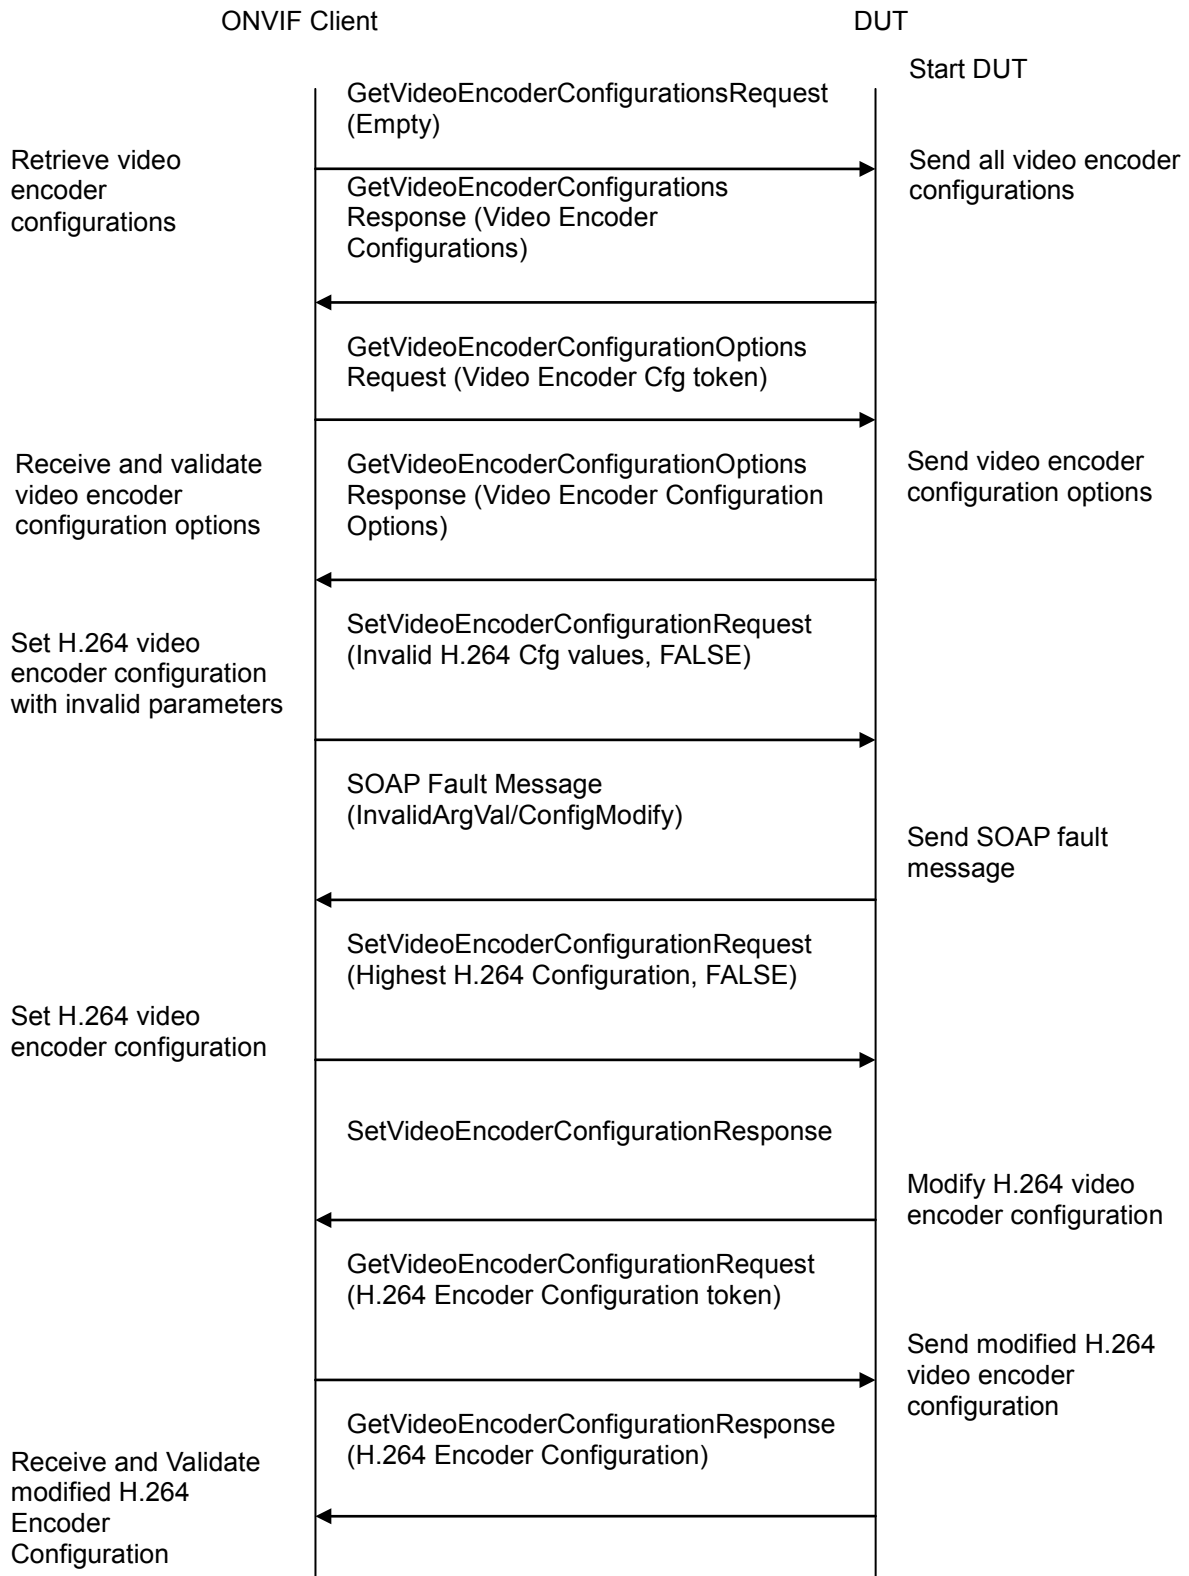 ONVIF Client
DUT
Start DUT
GetVideoEncoderConfigurationsRequest
(Empty)
Retrieve video
encoder
configurations
Send all video encoder
configurations
GetVideoEncoderConfigurations
Response (Video Encoder
Configurations)
GetVideoEncoderConfigurationOptions
Request (Video Encoder Cfg token)
Receive and validate
video encoder
configuration options
GetVideoEncoderConfigurationOptions
Response (Video Encoder Configuration
Options)
Send video encoder
configuration options
Set H.264 video
encoder configuration
with invalid parameters
SetVideoEncoderConfigurationRequest
(Invalid H.264 Cfg values, FALSE)
SOAP Fault Message
(InvalidArgVal/ConfigModify)
Send SOAP fault
message
SetVideoEncoderConfigurationRequest
(Highest H.264 Configuration, FALSE)
Set H.264 video
encoder configuration
SetVideoEncoderConfigurationResponse
Modify H.264 video
encoder configuration
GetVideoEncoderConfigurationRequest
(H.264 Encoder Configuration token)
Send modified H.264
video encoder
configuration
GetVideoEncoderConfigurationResponse
(H.264 Encoder Configuration)
Receive and Validate
modified H.264
Encoder
Configuration